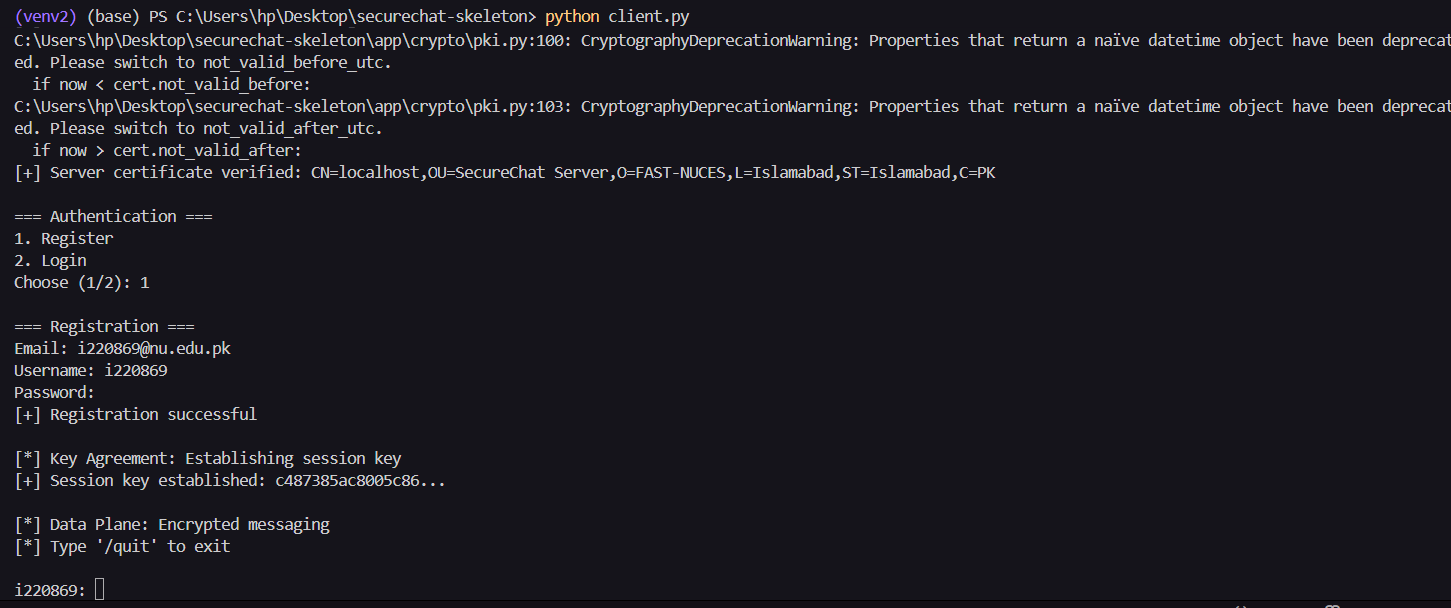 (venv2) (base) PS C:\Users\hp\Desktop\securechat-skeleton> python client.py
C:\Users\hp\Desktop\securechat-skeleton\app\crypto\pki.py:100: CryptographyDeprecationWarning: Properties that return a naïve datetime object have been deprecat
ed. Please switch to not_valid_before_utc.
  if now < cert.not_valid_before:
C:\Users\hp\Desktop\securechat-skeleton\app\crypto\pki.py:103: CryptographyDeprecationWarning: Properties that return a naïve datetime object have been deprecat
ed. Please switch to not_valid_after_utc.
  if now > cert.not_valid_after:
[+] Server certificate verified: CN=localhost,OU=SecureChat Server,O=FAST-NUCES,L=Islamabad,ST=Islamabad,C=PK

=== Authentication ===
1. Register
2. Login
Choose (1/2): 1

=== Registration ===
Email: i220869@nu.edu.pk
Username: i220869
Password:
[+] Registration successful

[*] Key Agreement: Establishing session key
[+] Session key established: c487385ac8005c86...

[*] Data Plane: Encrypted messaging
[*] Type '/quit' to exit

i220869: